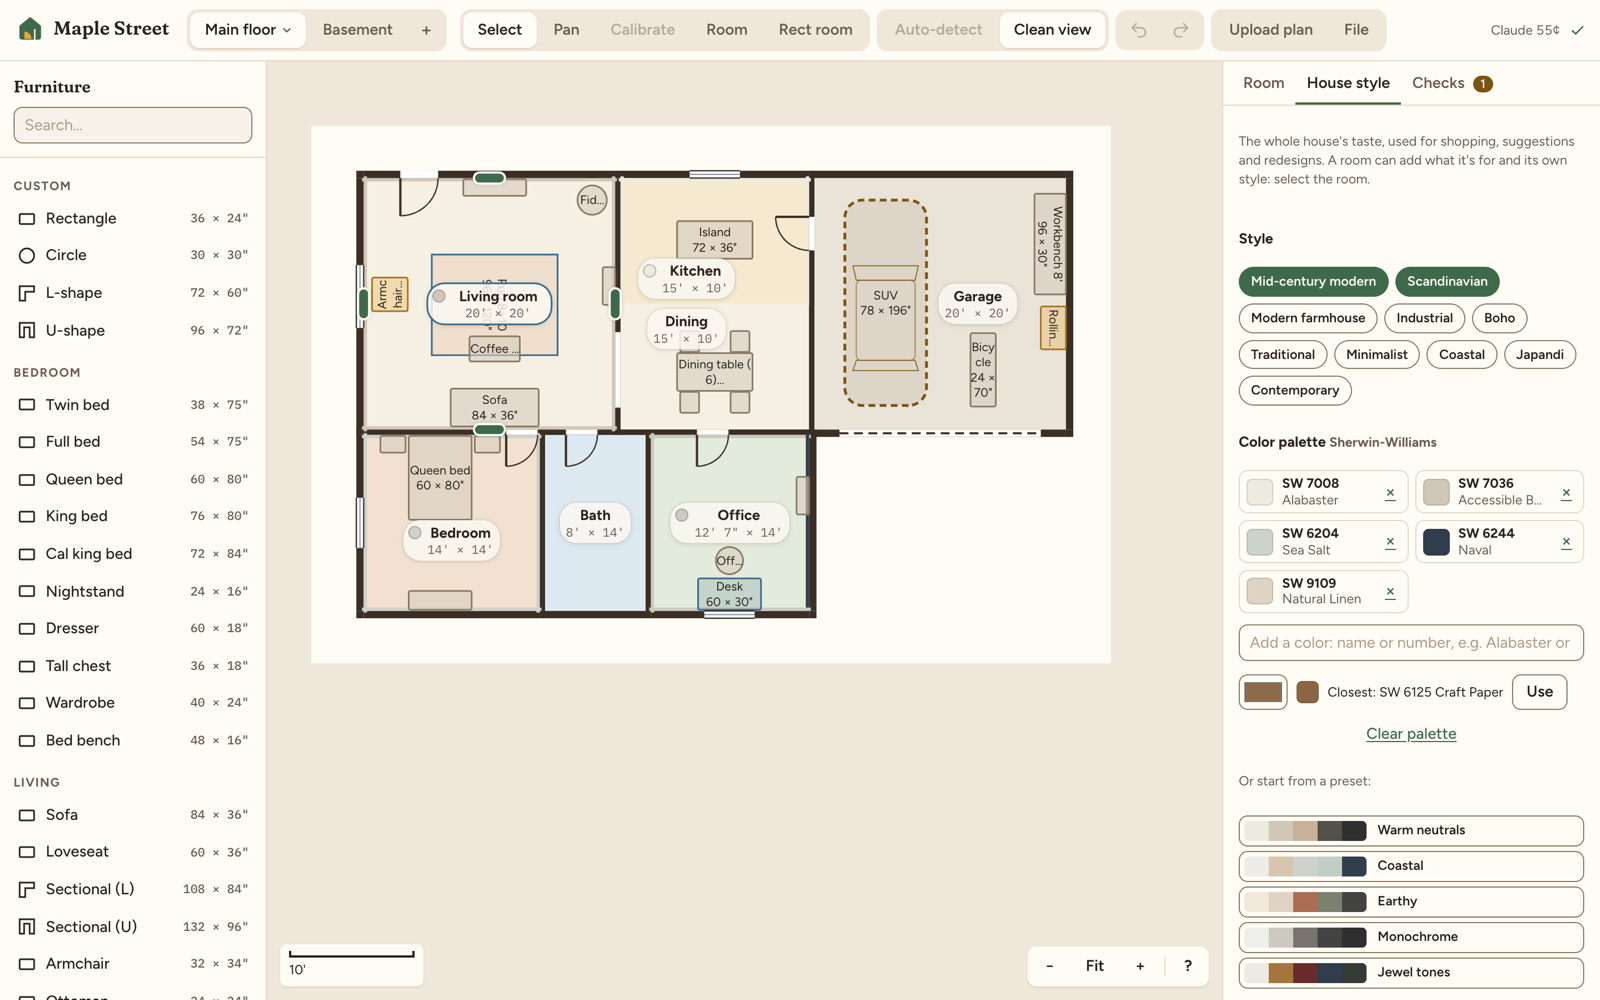 Maple Street
Main floor
Basement
+
Select
Pan
Calibrate
Room
Rect room
Auto-detect
Clean view
Upload plan
File
Claude 55¢
Furniture
Search...
CUSTOM
Rectangle 36 × 24"
Circle 30 × 30"
L-shape 72 × 60"
U-shape 96 × 72"
BEDROOM
Twin bed 38 × 75"
Full bed 54 × 75"
Queen bed 60 × 80"
King bed 76 × 80"
Cal king bed 72 × 84"
Nightstand 24 × 16"
Dresser 60 × 18"
Tall chest 36 × 18"
Wardrobe 40 × 24"
Bed bench 48 × 16"
LIVING
Sofa 84 × 36"
Loveseat 60 × 36"
Sectional (L) 108 × 84"
Sectional (U) 132 × 96"
Armchair 32 × 34"
Fid...
Armc
hair...
Living room
20' × 20'
Coffee ...
Sofa
84 × 36"
Island
72 × 36"
Kitchen
15' × 10'
Dining
15' × 10'
Dining table (
6)...
SUV
78 × 196"
Garage
20' × 20'
Workbench 8'
96 × 30"
Rollin...
Bicy
cle
24 ×
70"
Queen bed
60 × 80"
Bedroom
14' × 14'
Bath
8' × 14'
Office
12' 7" × 14'
Off...
Desk
60 × 30"
10'
-
Fit
+
?
Room
House style
Checks 1
The whole house's taste, used for shopping, suggestions
and redesigns. A room can add what it's for and its own
style: select the room.
Style
Mid-century modern
Scandinavian
Modern farmhouse
Industrial
Boho
Traditional
Minimalist
Coastal
Japandi
Contemporary
Color palette Sherwin-Williams
SW 7008
Alabaster
×
SW 7036
Accessible B...
×
SW 6204
Sea Salt
×
SW 6244
Naval
×
SW 9109
Natural Linen
×
Add a color: name or number, e.g. Alabaster or
Closest: SW 6125 Craft Paper
Use
Clear palette
Or start from a preset:
Warm neutrals
Coastal
Earthy
Monochrome
Jewel tones